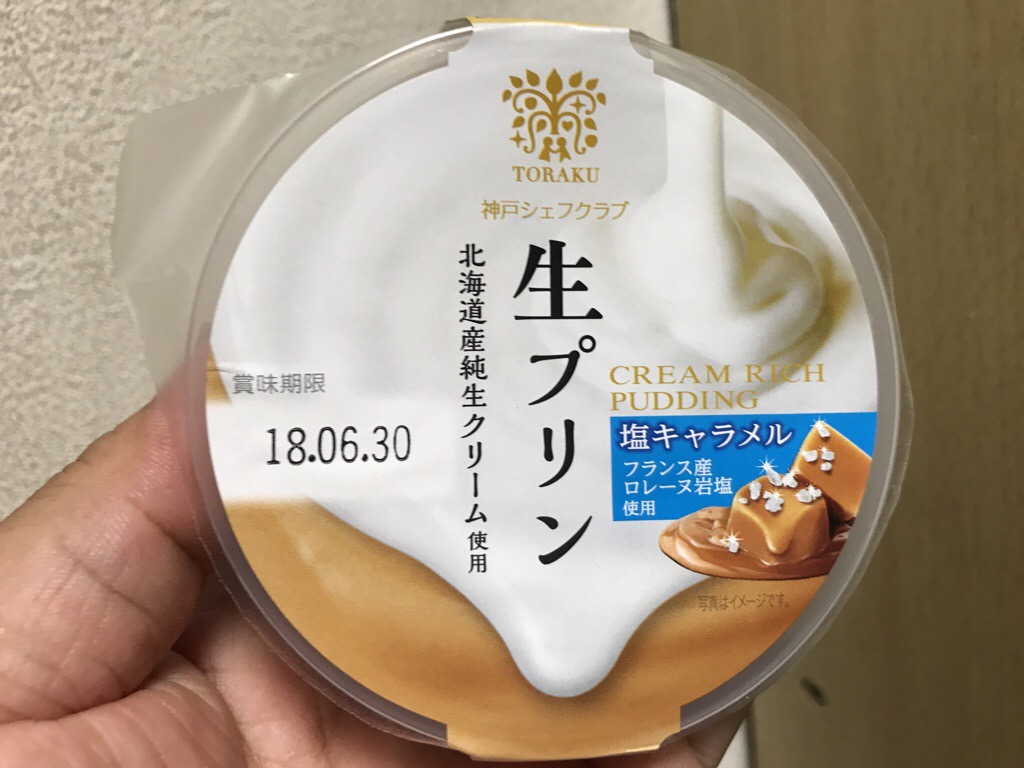 TORAKU
神戸シェフクラブ
生プリン
北海道産純生クリーム使用
CREAM RICH
PUDDING
塩キャラメル
フランス産
ロレーヌ岩塩
使用
写真はイメージです。
賞味期限
18.06.30